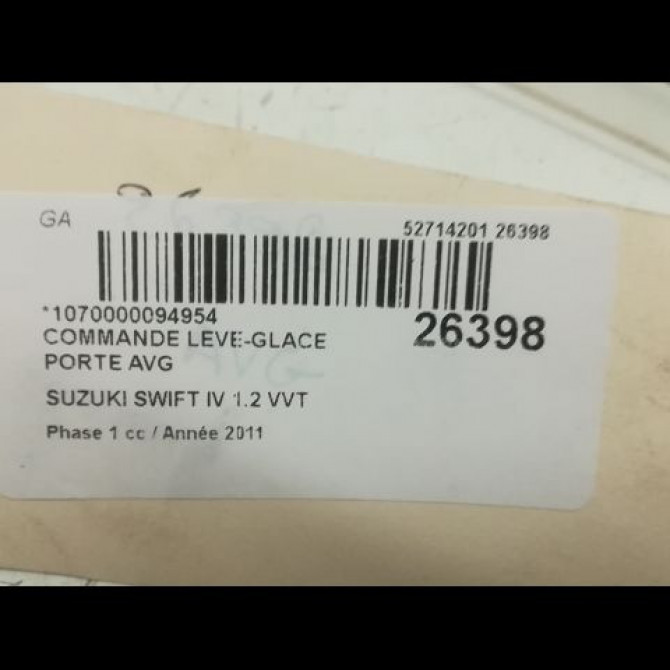 GA
52714201 26398
*1070000094954
26398
COMMANDE LEVE-GLACE
PORTE AVG
AVG
SUZUKI SWIFT IV 1.2 VVT
Phase 1 cc / Année 2011